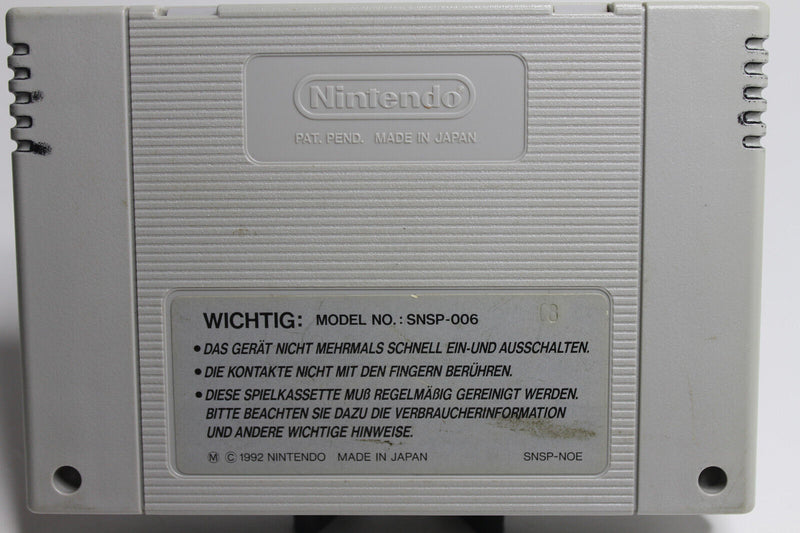 Nintendo
PAT. PEND. MADE IN JAPAN
WICHTIG: MODEL NO.: SNSP-006
• DAS GERÄT NICHT MEHRMALS SCHNELL EIN-UND AUSSCHALTEN.
• DIE KONTAKTE NICHT MIT DEN FINGERN BERÜHREN.
• DIESE SPIELKASSETTE MUß REGELMÄßIG GEREINIGT WERDEN.
BITTE BEACHTEN SIE DAZU DIE VERBRAUCHERINFORMATION
UND ANDERE WICHTIGE HINWEISE.
Ⓜ © 1992 NINTENDO MADE IN JAPAN SNSP-NOE